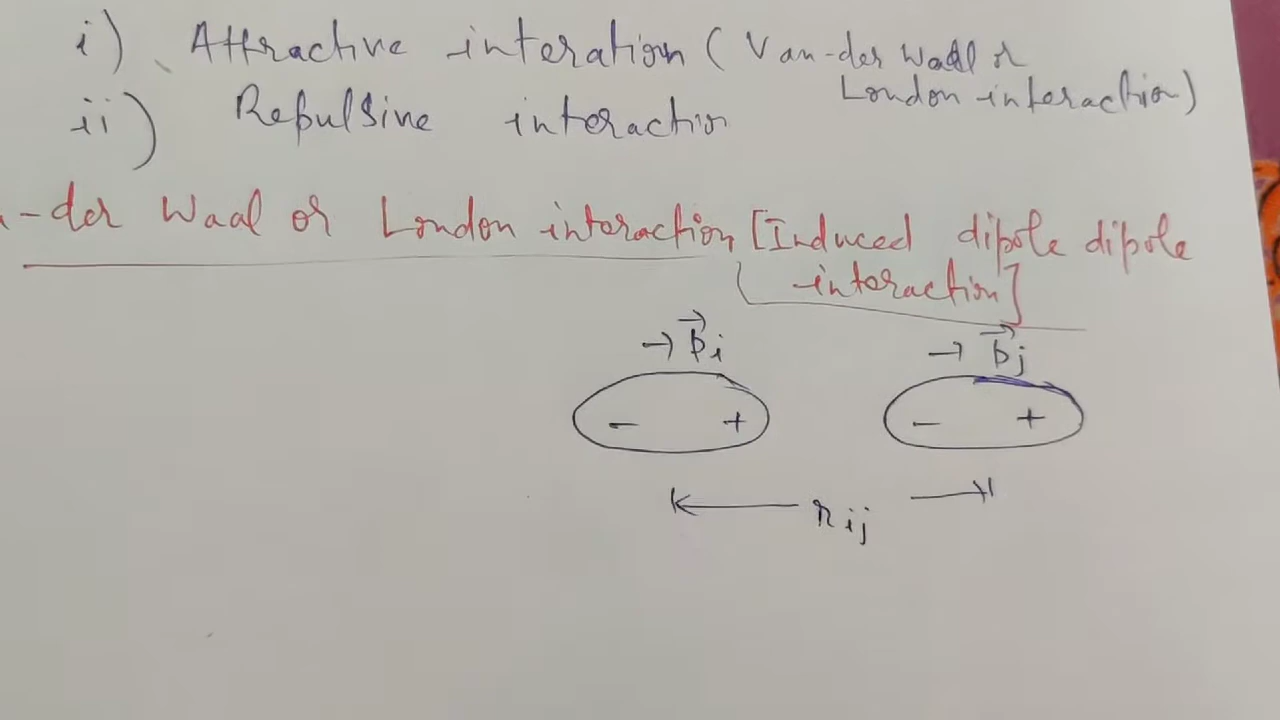 i) Attractive interation (Van-der Waal or
London interaction)
ii) Repulsive interaction
-der Waal or London interaction [Induced dipole dipole
interaction]
→ p⃗i → p⃗j
- + - +
rij